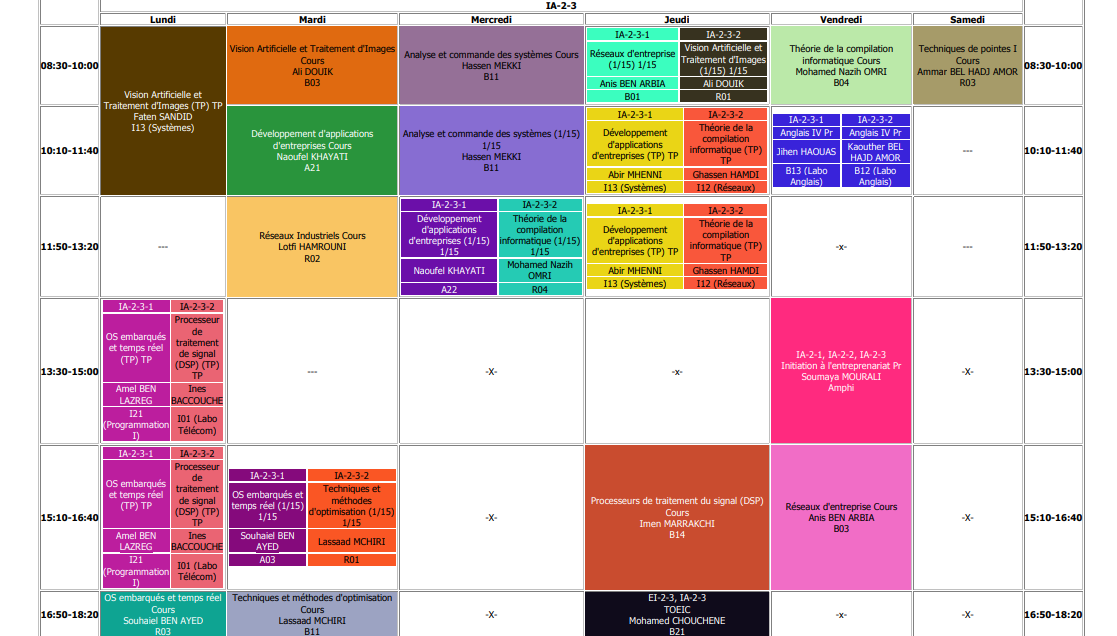 IA-2-3
Lundi
Mardi
Mercredi
Jeudi
Vendredi
Samedi
08:30-10:00
Vision Artificielle et
Traitement d'Images (TP) TP
Faten SANDID
I13 (Systèmes)
Vision Artificielle et Traitement d'Images
Cours
Ali DOUIK
B03
Analyse et commande des systèmes Cours
Hassen MEKKI
B11
IA-2-3-1
Réseaux d'entreprise
(1/15) 1/15
Anis BEN ARBIA
B01
IA-2-3-2
Vision Artificielle et
Traitement d'Images
(1/15) 1/15
Ali DOUIK
R01
Théorie de la compilation
informatique Cours
Mohamed Nazih OMRI
B04
Techniques de pointes I
Cours
Ammar BEL HADJ AMOR
R03
08:30-10:00
10:10-11:40
Développement d'applications
d'entreprises Cours
Naoufel KHAYATI
A21
Analyse et commande des systèmes (1/15)
1/15
Hassen MEKKI
B11
IA-2-3-1
Développement
d'applications
d'entreprises (TP) TP
Abir MHENNI
I13 (Systèmes)
IA-2-3-2
Théorie de la
compilation
informatique (TP)
TP
Ghassen HAMDI
I12 (Réseaux)
IA-2-3-1
Anglais IV Pr
Jihen HAOUAS
B13 (Labo
Anglais)
IA-2-3-2
Anglais IV Pr
Kaouther BEL
HAJD AMOR
B12 (Labo
Anglais)
---
10:10-11:40
11:50-13:20
---
Réseaux Industriels Cours
Lotfi HAMROUNI
R02
IA-2-3-1
Développement
d'applications
d'entreprises (1/15)
1/15
Naoufel KHAYATI
A22
IA-2-3-2
Théorie de la
compilation
informatique (1/15)
1/15
Mohamed Nazih
OMRI
R04
IA-2-3-1
Développement
d'applications
d'entreprises (TP) TP
Abir MHENNI
I13 (Systèmes)
IA-2-3-2
Théorie de la
compilation
informatique (TP)
TP
Ghassen HAMDI
I12 (Réseaux)
-x-
---
11:50-13:20
13:30-15:00
IA-2-3-1
OS embarqués
et temps réel
(TP) TP
Amel BEN
LAZREG
I21
(Programmation
I)
IA-2-3-2
Processeur
de
traitement
de signal
(DSP) (TP)
TP
Ines
BACCOUCHE
I01 (Labo
Télécom)
---
-X-
-x-
IA-2-1, IA-2-2, IA-2-3
Initiation à l'entreprenariat Pr
Soumaya MOURALI
Amphi
-X-
13:30-15:00
15:10-16:40
IA-2-3-1
OS embarqués
et temps réel
(TP) TP
Amel BEN
LAZREG
I21
(Programmation
I)
IA-2-3-2
Processeur
de
traitement
de signal
(DSP) (TP)
TP
Ines
BACCOUCHE
I01 (Labo
Télécom)
IA-2-3-1
OS embarqués et
temps réel (1/15)
1/15
Souhaiel BEN
AYED
A03
IA-2-3-2
Techniques et
méthodes
d'optimisation (1/15)
1/15
Lassaad MCHIRI
R01
-X-
Processeurs de traitement du signal (DSP)
Cours
Imen MARRAKCHI
B14
Réseaux d'entreprise Cours
Anis BEN ARBIA
B03
-X-
15:10-16:40
16:50-18:20
OS embarqués et temps réel
Cours
Souhaiel BEN AYED
R03
Techniques et méthodes d'optimisation
Cours
Lassaad MCHIRI
B11
-X-
EI-2-3, IA-2-3
TOEIC
Mohamed CHOUCHENE
B21
-x-
-X-
16:50-18:20